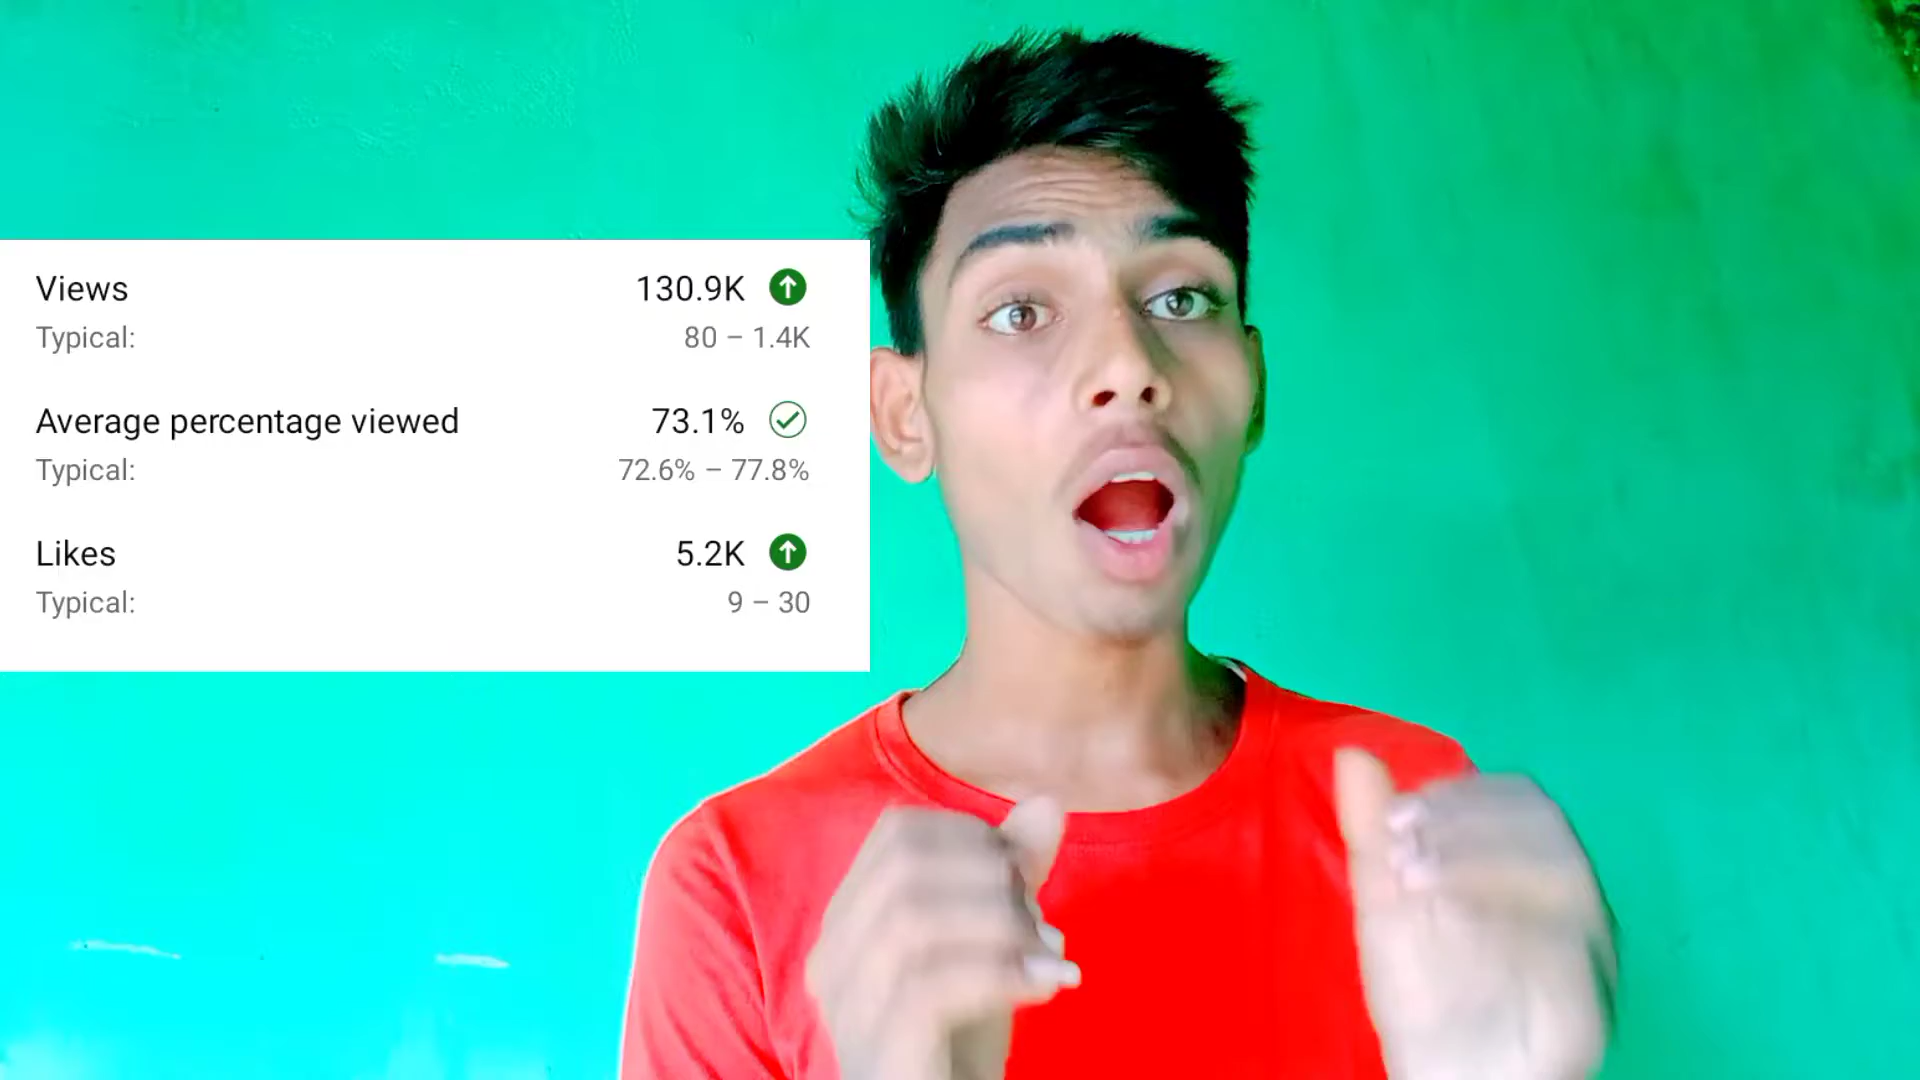 Views 130.9K
Typical: 80 – 1.4K
Average percentage viewed 73.1%
Typical: 72.6% – 77.8%
Likes 5.2K
Typical: 9 – 30